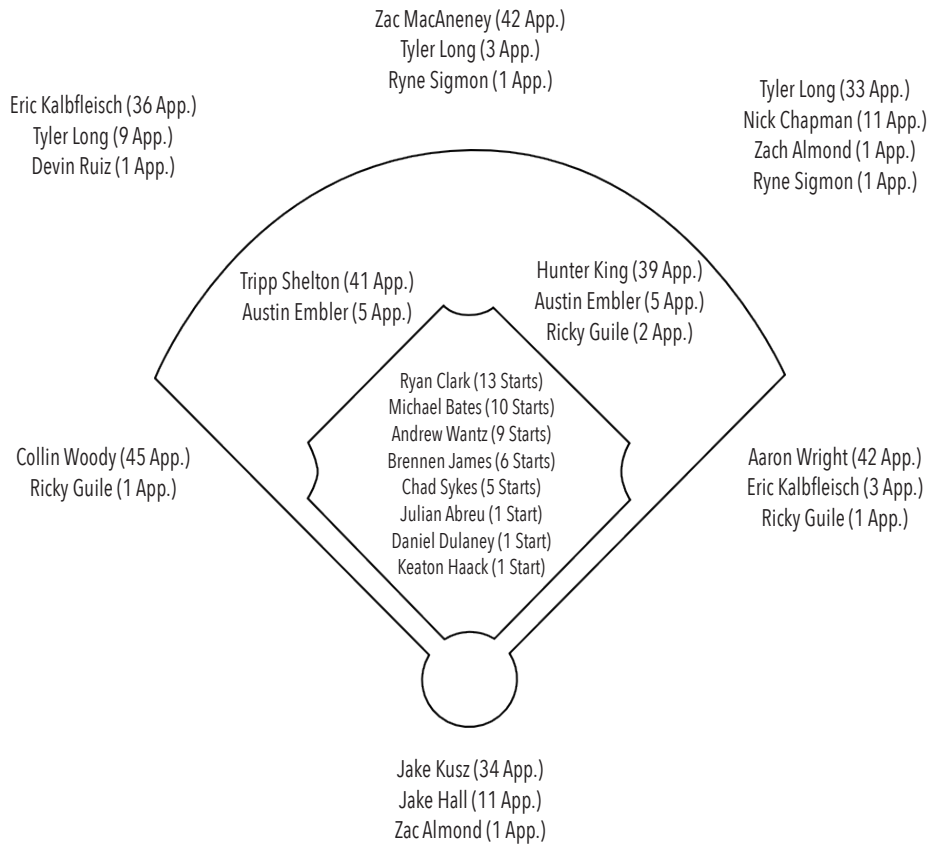 Zac MacAneney (42 App.)
Tyler Long (3 App.)
Ryne Sigmon (1 App.)
Eric Kalbfleisch (36 App.)
Tyler Long (9 App.)
Devin Ruiz (1 App.)
Tyler Long (33 App.)
Nick Chapman (11 App.)
Zach Almond (1 App.)
Ryne Sigmon (1 App.)
Tripp Shelton (41 App.)
Austin Embler (5 App.)
Hunter King (39 App.)
Austin Embler (5 App.)
Ricky Guile (2 App.)
Ryan Clark (13 Starts)
Michael Bates (10 Starts)
Andrew Wantz (9 Starts)
Brennen James (6 Starts)
Chad Sykes (5 Starts)
Julian Abreu (1 Start)
Daniel Dulaney (1 Start)
Keaton Haack (1 Start)
Collin Woody (45 App.)
Ricky Guile (1 App.)
Aaron Wright (42 App.)
Eric Kalbfleisch (3 App.)
Ricky Guile (1 App.)
Jake Kusz (34 App.)
Jake Hall (11 App.)
Zac Almond (1 App.)